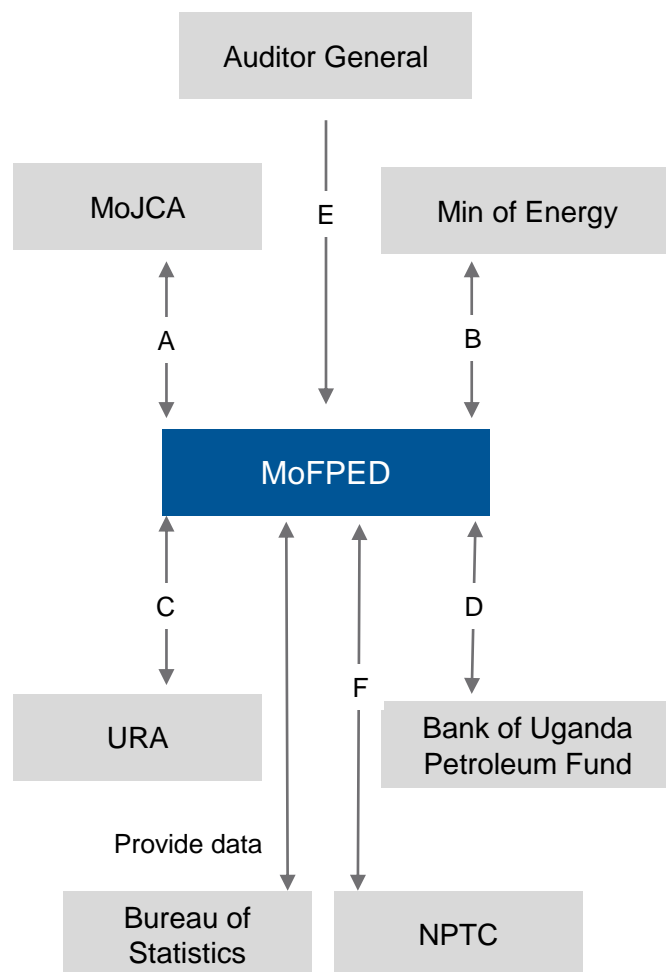 Auditor General
MoJCA
E
Min of Energy
A
B
MoFPED
C
D
F
URA
Bank of Uganda
Petroleum Fund
Provide data
Bureau of
Statistics
NPTC